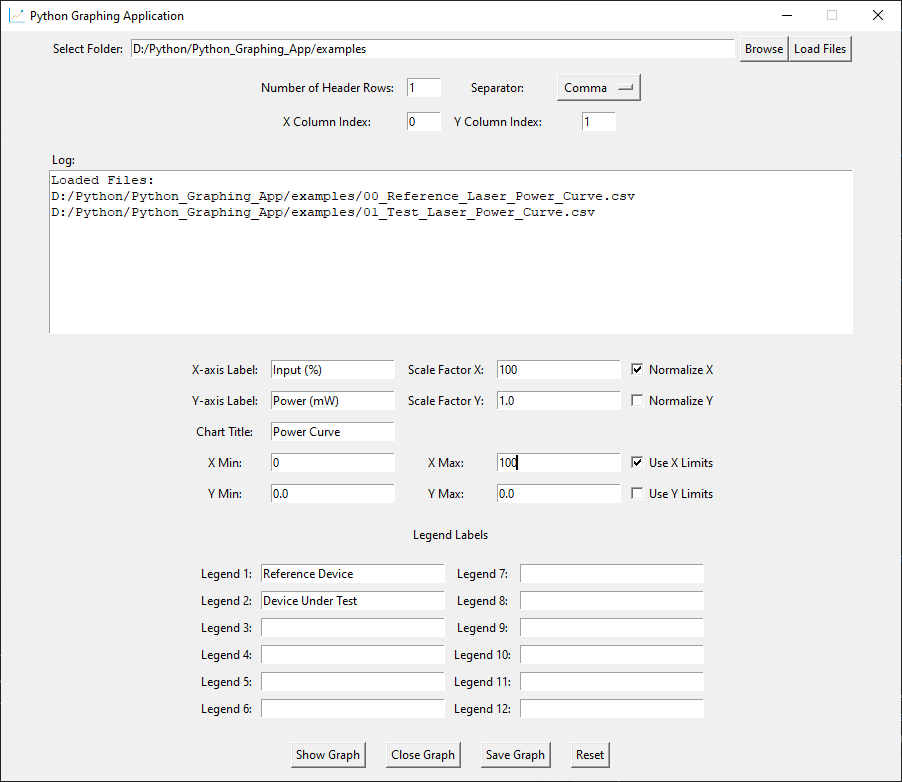 Python Graphing Application
Select Folder: D:/Python/Python_Graphing_App/examples Browse Load Files
Number of Header Rows: 1 Separator: Comma
X Column Index: 0 Y Column Index: 1
Log:
Loaded Files:
D:/Python/Python_Graphing_App/examples/00_Reference_Laser_Power_Curve.csv
D:/Python/Python_Graphing_App/examples/01_Test_Laser_Power_Curve.csv
X-axis Label: Input (%) Scale Factor X: 100 Normalize X
Y-axis Label: Power (mW) Scale Factor Y: 1.0 Normalize Y
Chart Title: Power Curve
X Min: 0 X Max: 100 Use X Limits
Y Min: 0.0 Y Max: 0.0 Use Y Limits
Legend Labels
Legend 1: Reference Device Legend 7:
Legend 2: Device Under Test Legend 8:
Legend 3: Legend 9:
Legend 4: Legend 10:
Legend 5: Legend 11:
Legend 6: Legend 12:
Show Graph Close Graph Save Graph Reset